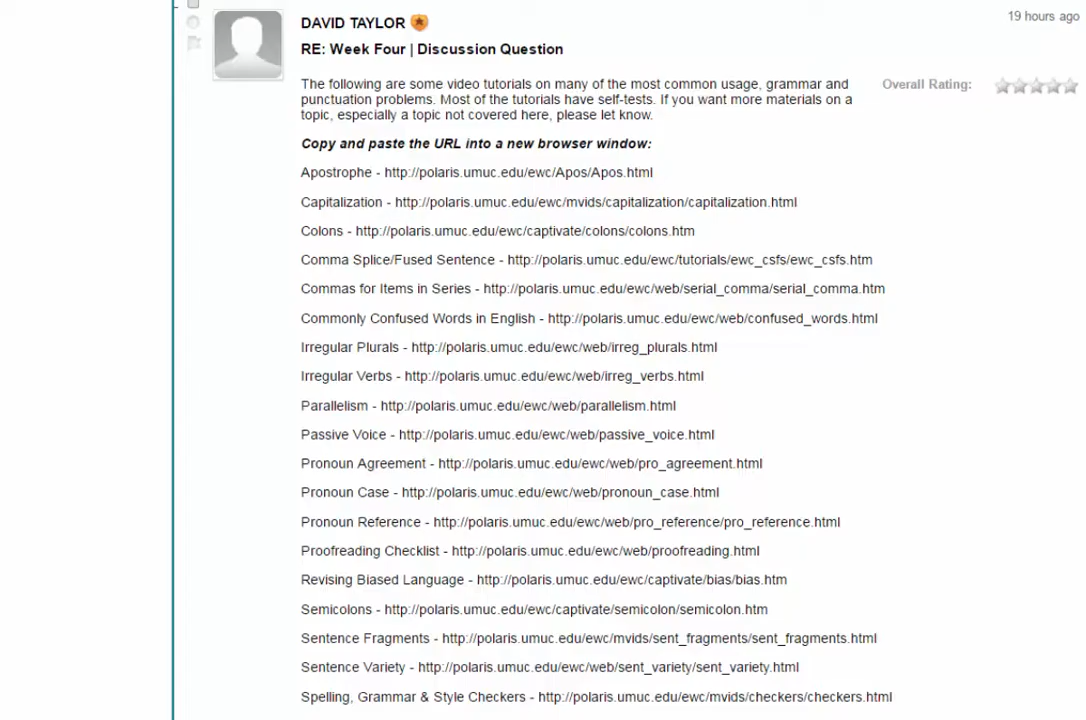 19 hours ago
DAVID TAYLOR
RE: Week Four | Discussion Question
The following are some video tutorials on many of the most common usage, grammar and
punctuation problems. Most of the tutorials have self-tests. If you want more materials on a
topic, especially a topic not covered here, please let know.
Overall Rating:
Copy and paste the URL into a new browser window:
Apostrophe - http://polaris.umuc.edu/ewc/Apos/Apos.html
Capitalization - http://polaris.umuc.edu/ewc/mvids/capitalization/capitalization.html
Colons - http://polaris.umuc.edu/ewc/captivate/colons/colons.htm
Comma Splice/Fused Sentence - http://polaris.umuc.edu/ewc/tutorials/ewc_csfs/ewc_csfs.htm
Commas for Items in Series - http://polaris.umuc.edu/ewc/web/serial_comma/serial_comma.htm
Commonly Confused Words in English - http://polaris.umuc.edu/ewc/web/confused_words.html
Irregular Plurals - http://polaris.umuc.edu/ewc/web/irreg_plurals.html
Irregular Verbs - http://polaris.umuc.edu/ewc/web/irreg_verbs.html
Parallelism - http://polaris.umuc.edu/ewc/web/parallelism.html
Passive Voice - http://polaris.umuc.edu/ewc/web/passive_voice.html
Pronoun Agreement - http://polaris.umuc.edu/ewc/web/pro_agreement.html
Pronoun Case - http://polaris.umuc.edu/ewc/web/pronoun_case.html
Pronoun Reference - http://polaris.umuc.edu/ewc/web/pro_reference/pro_reference.html
Proofreading Checklist - http://polaris.umuc.edu/ewc/web/proofreading.html
Revising Biased Language - http://polaris.umuc.edu/ewc/captivate/bias/bias.htm
Semicolons - http://polaris.umuc.edu/ewc/captivate/semicolon/semicolon.htm
Sentence Fragments - http://polaris.umuc.edu/ewc/mvids/sent_fragments/sent_fragments.html
Sentence Variety - http://polaris.umuc.edu/ewc/web/sent_variety/sent_variety.html
Spelling, Grammar & Style Checkers - http://polaris.umuc.edu/ewc/mvids/checkers/checkers.html